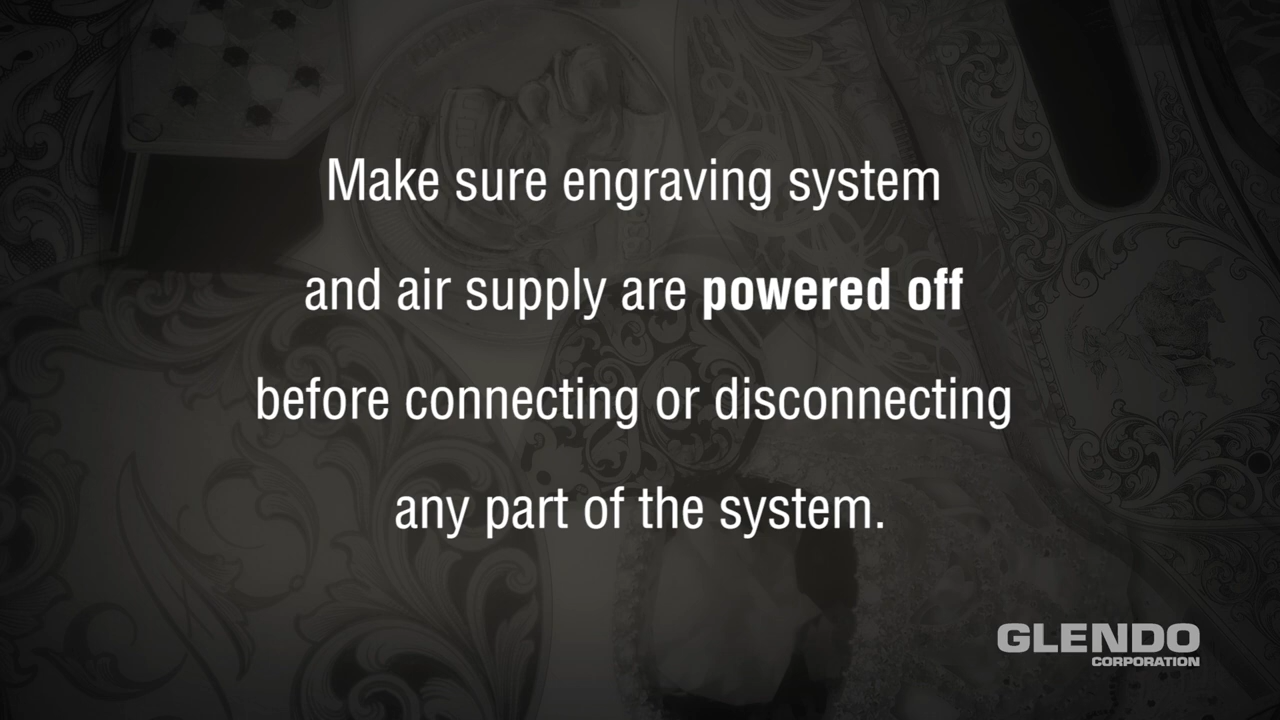 Make sure engraving system
and air supply are powered off
before connecting or disconnecting
any part of the system.
GLENDO
CORPORATION